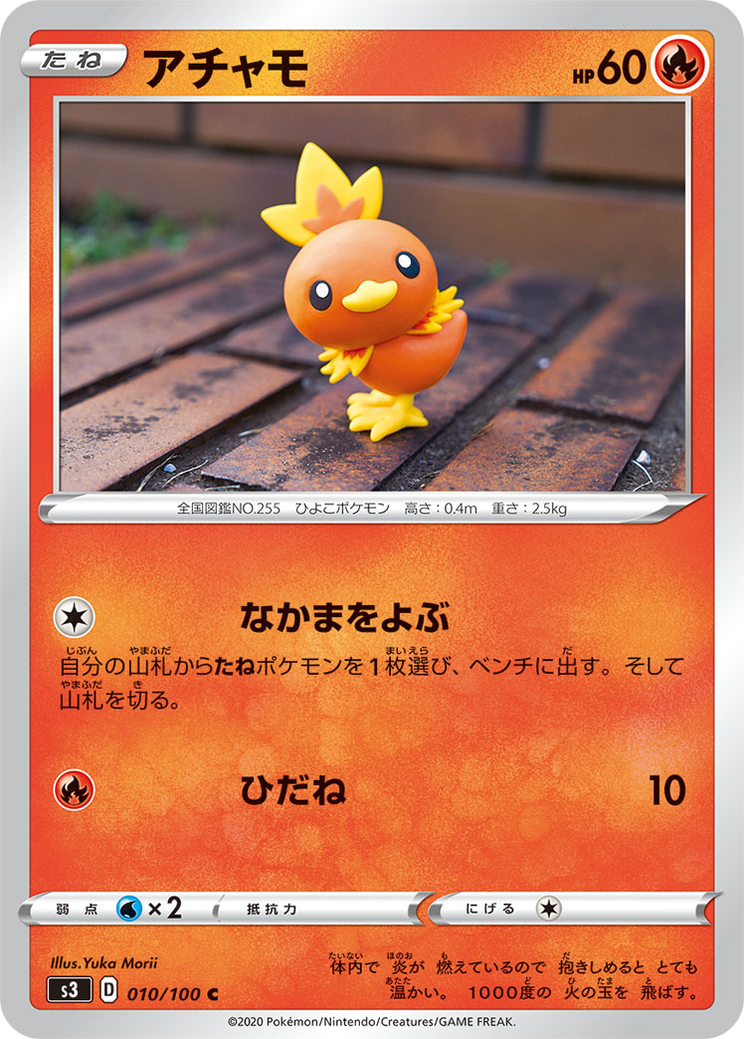 たね アチャモ HP60
全国図鑑NO.255 ひよこポケモン 高さ:0.4m 重さ:2.5kg
なかまをよぶ
自分の山札からたねポケモンを1枚選び、ベンチに出す。そして
山札を切る。
ひだね 10
弱点 ×2 抵抗力 にげる
Illus.Yuka Morii
体内で 炎が 燃えているので 抱きしめると とても
温かい。 1000度の 火の玉を 飛ばす。
s3 D 010/100 C
©2020 Pokémon/Nintendo/Creatures/GAME FREAK.